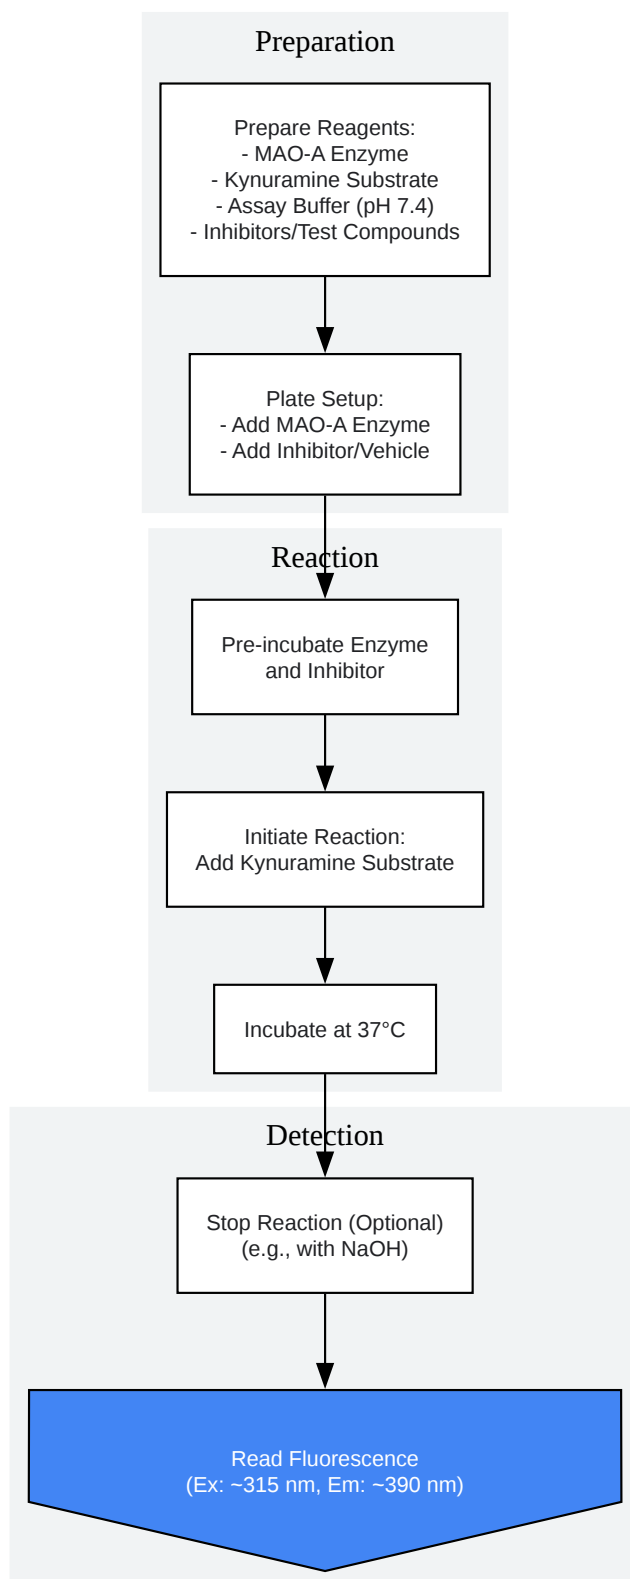 Preparation
Prepare Reagents:
- MAO-A Enzyme
- Kynuramine Substrate
- Assay Buffer (pH 7.4)
- Inhibitors/Test Compounds
Plate Setup:
- Add MAO-A Enzyme
- Add Inhibitor/Vehicle
Reaction
Pre-incubate Enzyme
and Inhibitor
Initiate Reaction:
Add Kynuramine Substrate
Incubate at 37°C
Detection
Stop Reaction (Optional)
(e.g., with NaOH)
Read Fluorescence
(Ex: ~315 nm, Em: ~390 nm)